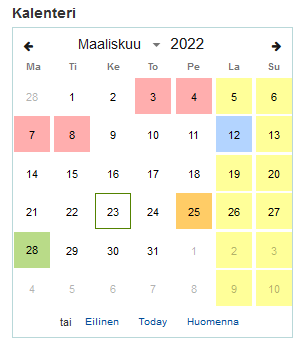 Kalenteri
Maaliskuu 2022
Ma Ti Ke To Pe La Su
28 1 2 3 4 5 6
7 8 9 10 11 12 13
14 15 16 17 18 19 20
21 22 23 24 25 26 27
28 29 30 31 1 2 3
4 5 6 7 8 9 10
tai Eilinen Today Huomenna